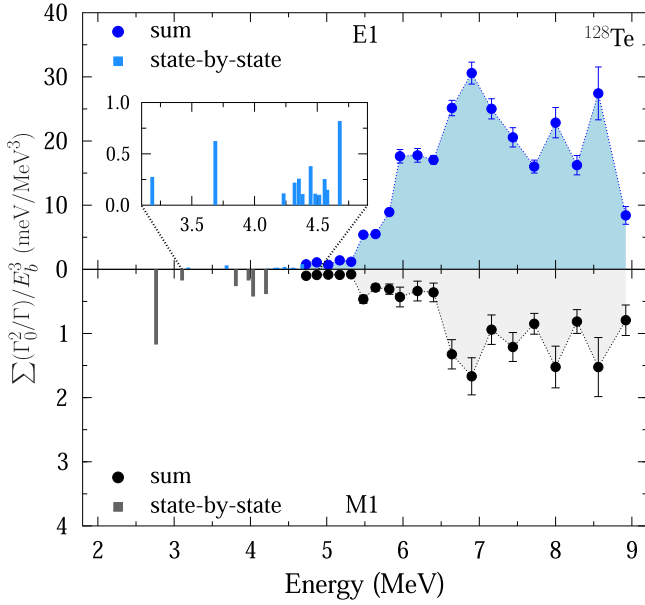 40
30
20
10
0
1
2
3
4
sum
state-by-state
E1
¹²⁸Te
1.0
0.5
0.0
3.5 4.0 4.5
∑(Γ₀²/Γ)/E_b³ (meV/MeV³)
sum
state-by-state
M1
2 3 4 5 6 7 8 9
Energy (MeV)